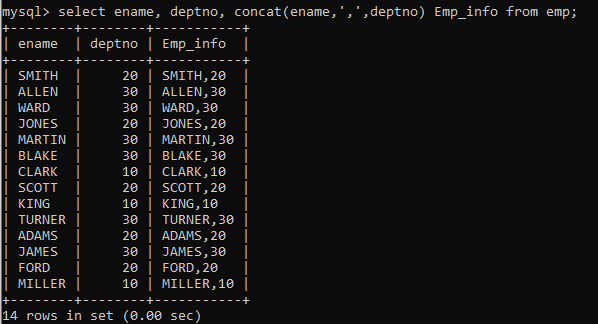 mysql> select ename, deptno, concat(ename,',',deptno) Emp_info from emp;
+--------+--------+-----------+
| ename  | deptno | Emp_info  |
+--------+--------+-----------+
| SMITH  |     20 | SMITH,20  |
| ALLEN  |     30 | ALLEN,30  |
| WARD   |     30 | WARD,30   |
| JONES  |     20 | JONES,20  |
| MARTIN |     30 | MARTIN,30 |
| BLAKE  |     30 | BLAKE,30  |
| CLARK  |     10 | CLARK,10  |
| SCOTT  |     20 | SCOTT,20  |
| KING   |     10 | KING,10   |
| TURNER |     30 | TURNER,30 |
| ADAMS  |     20 | ADAMS,20  |
| JAMES  |     30 | JAMES,30  |
| FORD   |     20 | FORD,20   |
| MILLER |     10 | MILLER,10 |
+--------+--------+-----------+
14 rows in set (0.00 sec)